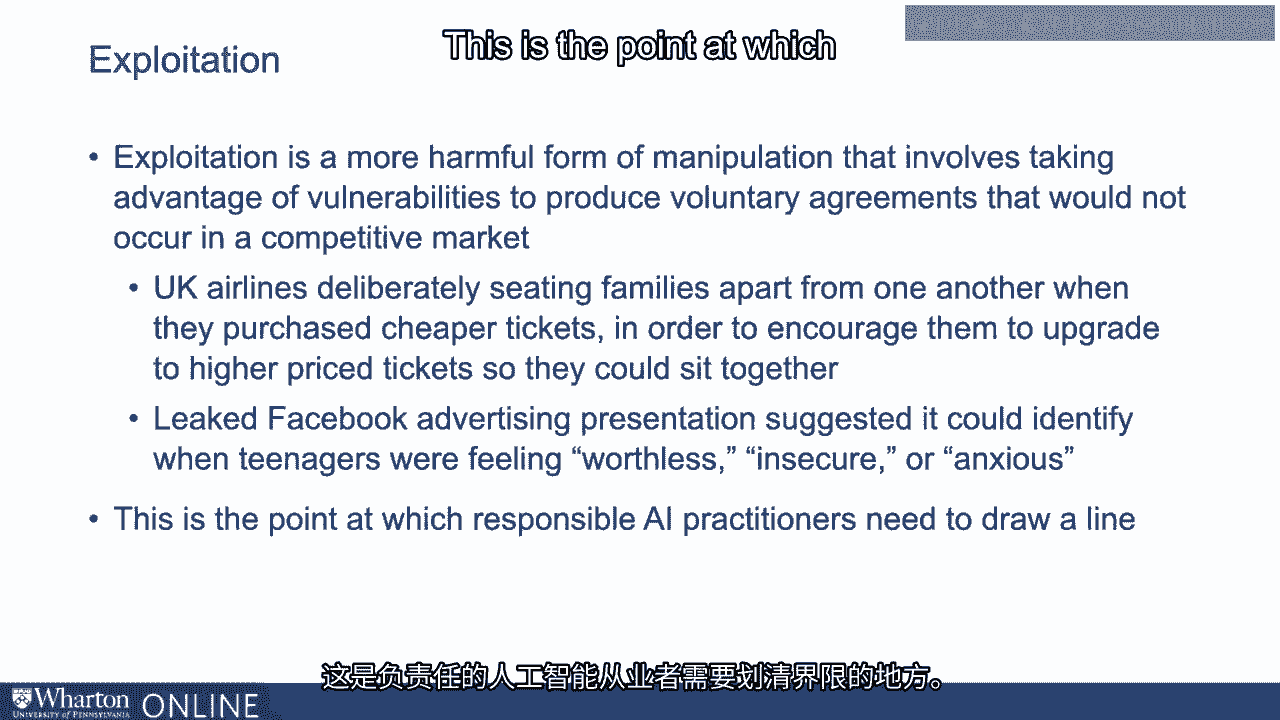 This is the point at which
Exploitation
• Exploitation is a more harmful form of manipulation that involves taking
advantage of vulnerabilities to produce voluntary agreements that would not
occur in a competitive market
• UK airlines deliberately seating families apart from one another when
they purchased cheaper tickets, in order to encourage them to upgrade
to higher priced tickets so they could sit together
• Leaked Facebook advertising presentation suggested it could identify
when teenagers were feeling “worthless,” “insecure,” or “anxious”
• This is the point at which responsible AI practitioners need to draw a line
这是负责任的人工智能从业者需要划清界限的地方。
Wharton ONLINE
UNIVERSITY of PENNSYLVANIA